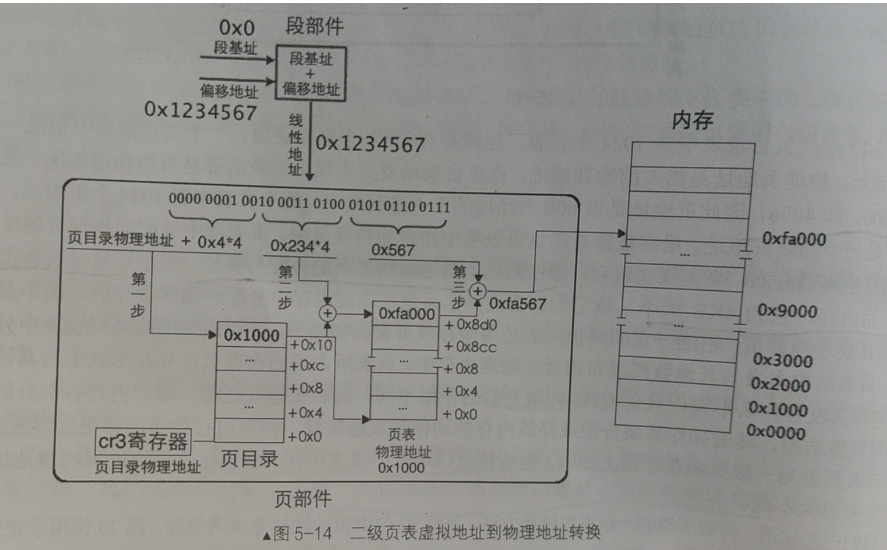 0x0
段部件
段基址
段基址
+
偏移地址
偏移地址
0x1234567
线性地址
0x1234567
内存
0000 0001 0010 0011 0100 0101 0110 0111
页目录物理地址 + 0x4*4
0x234*4
0x567
第一步
第二步
第三步
+
+
0xfa567
0x1000
...
...
+0x10
+0xc
+0x8
+0x4
+0x0
0xfa000
...
...
+0x8d0
+0x8cc
+0x8
+0x4
+0x0
cr3寄存器
页目录物理地址
页目录
页表
物理地址
0x1000
页部件
...
...
0xfa000
0x9000
0x3000
0x2000
0x1000
0x0000
▲图 5-14 二级页表虚拟地址到物理地址转换